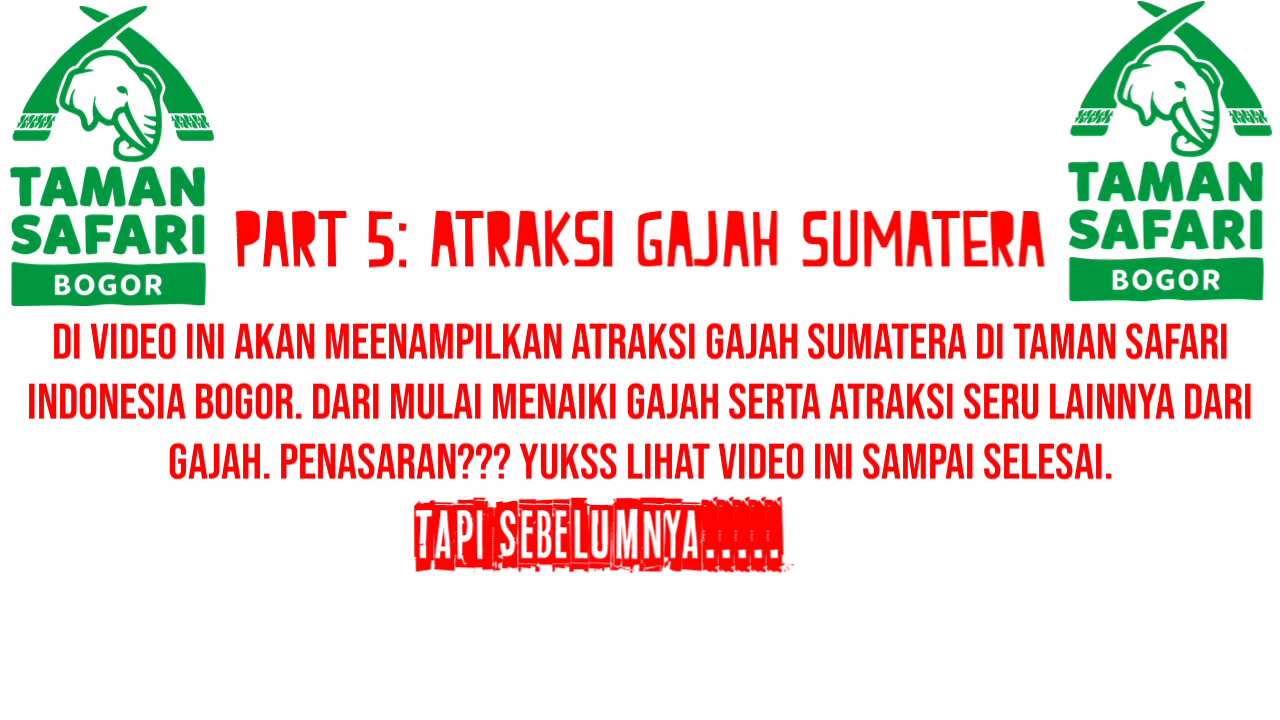 TAMAN
SAFARI
BOGOR
TAMAN
SAFARI
BOGOR
PART 5: ATRAKSI GAJAH SUMATERA
DI VIDEO INI AKAN MEENAMPILKAN ATRAKSI GAJAH SUMATERA DI TAMAN SAFARI
INDONESIA BOGOR. DARI MULAI MENAIKI GAJAH SERTA ATRAKSI SERU LAINNYA DARI
GAJAH. PENASARAN??? YUKSS LIHAT VIDEO INI SAMPAI SELESAI.
TAPI SEBELUMNYA.....